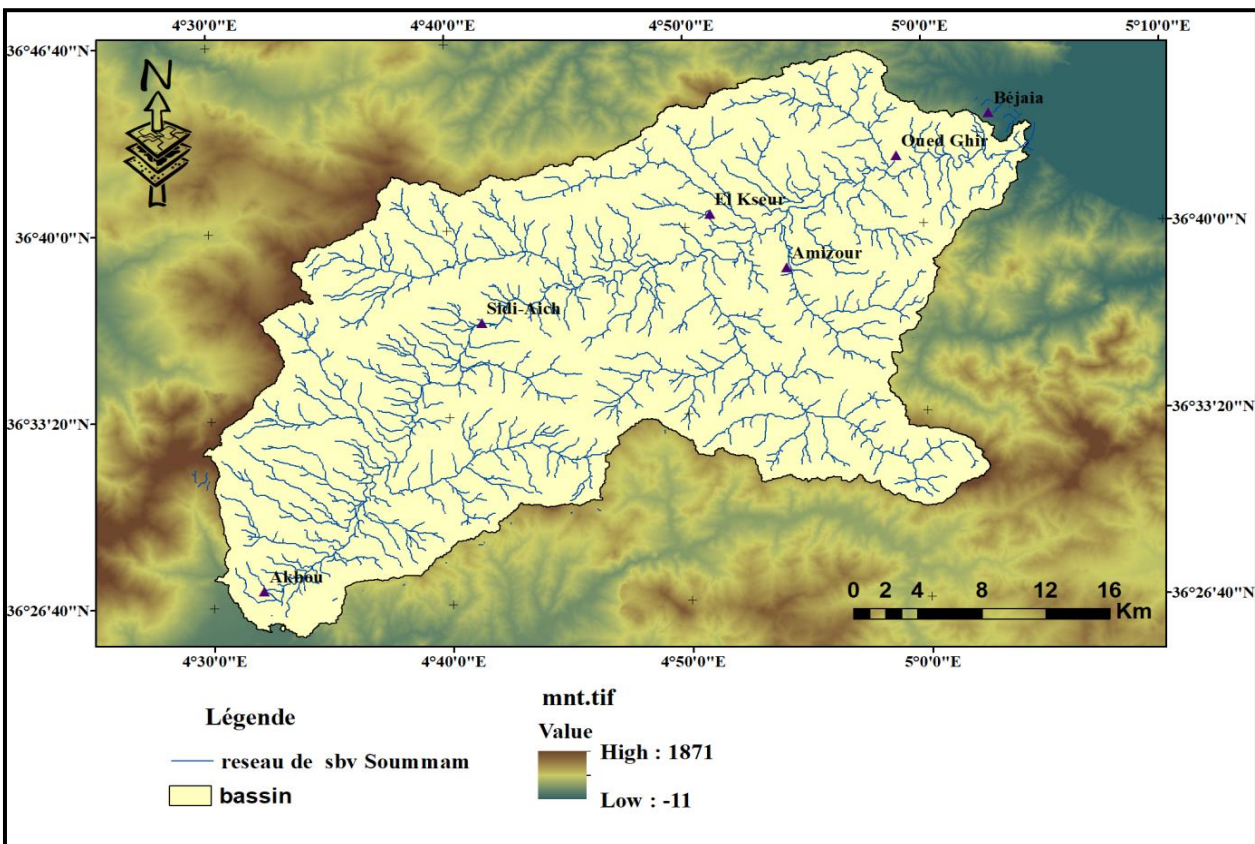 4°30'0"E 4°40'0"E 4°50'0"E 5°0'0"E 5°10'0"E
36°46'40"N
N
Béjaia
Oued Ghir
El Kseur
36°40'0"N
36°40'0"N
Amizour
Sidi-Aich
36°33'20"N
36°33'20"N
Akbou
0 2 4 8 12 16
Km
36°26'40"N
36°26'40"N
4°30'0"E 4°40'0"E 4°50'0"E 5°0'0"E
mnt.tif
Légende
Value
reseau de sbv Soummam
High : 1871
bassin
Low : -11